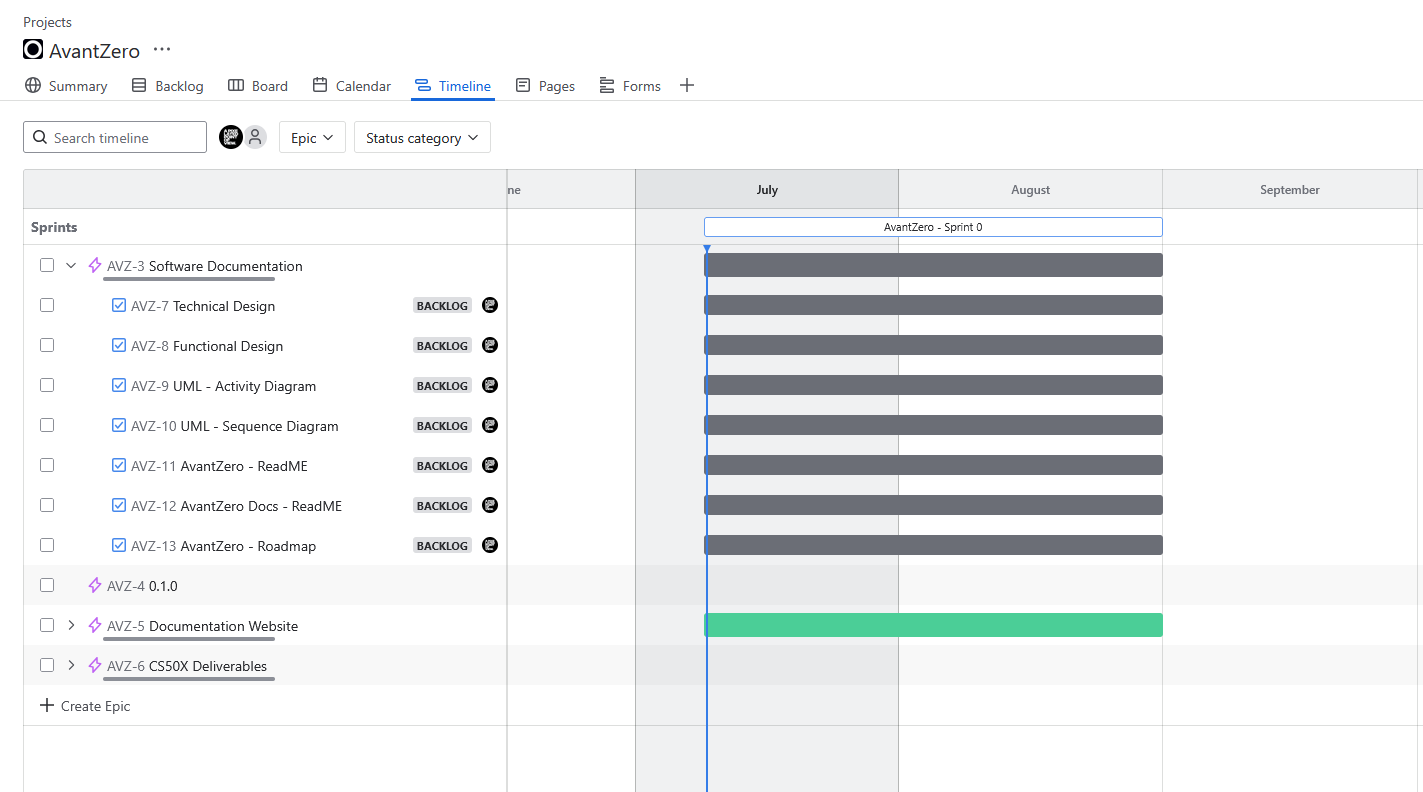 Projects
AvantZero
Summary Backlog Board Calendar Timeline Pages Forms
Search timeline Epic Status category
ne July August September
Sprints AvantZero - Sprint 0
AVZ-3 Software Documentation
AVZ-7 Technical Design BACKLOG
AVZ-8 Functional Design BACKLOG
AVZ-9 UML - Activity Diagram BACKLOG
AVZ-10 UML - Sequence Diagram BACKLOG
AVZ-11 AvantZero - ReadME BACKLOG
AVZ-12 AvantZero Docs - ReadME BACKLOG
AVZ-13 AvantZero - Roadmap BACKLOG
AVZ-4 0.1.0
AVZ-5 Documentation Website
AVZ-6 CS50X Deliverables
Create Epic